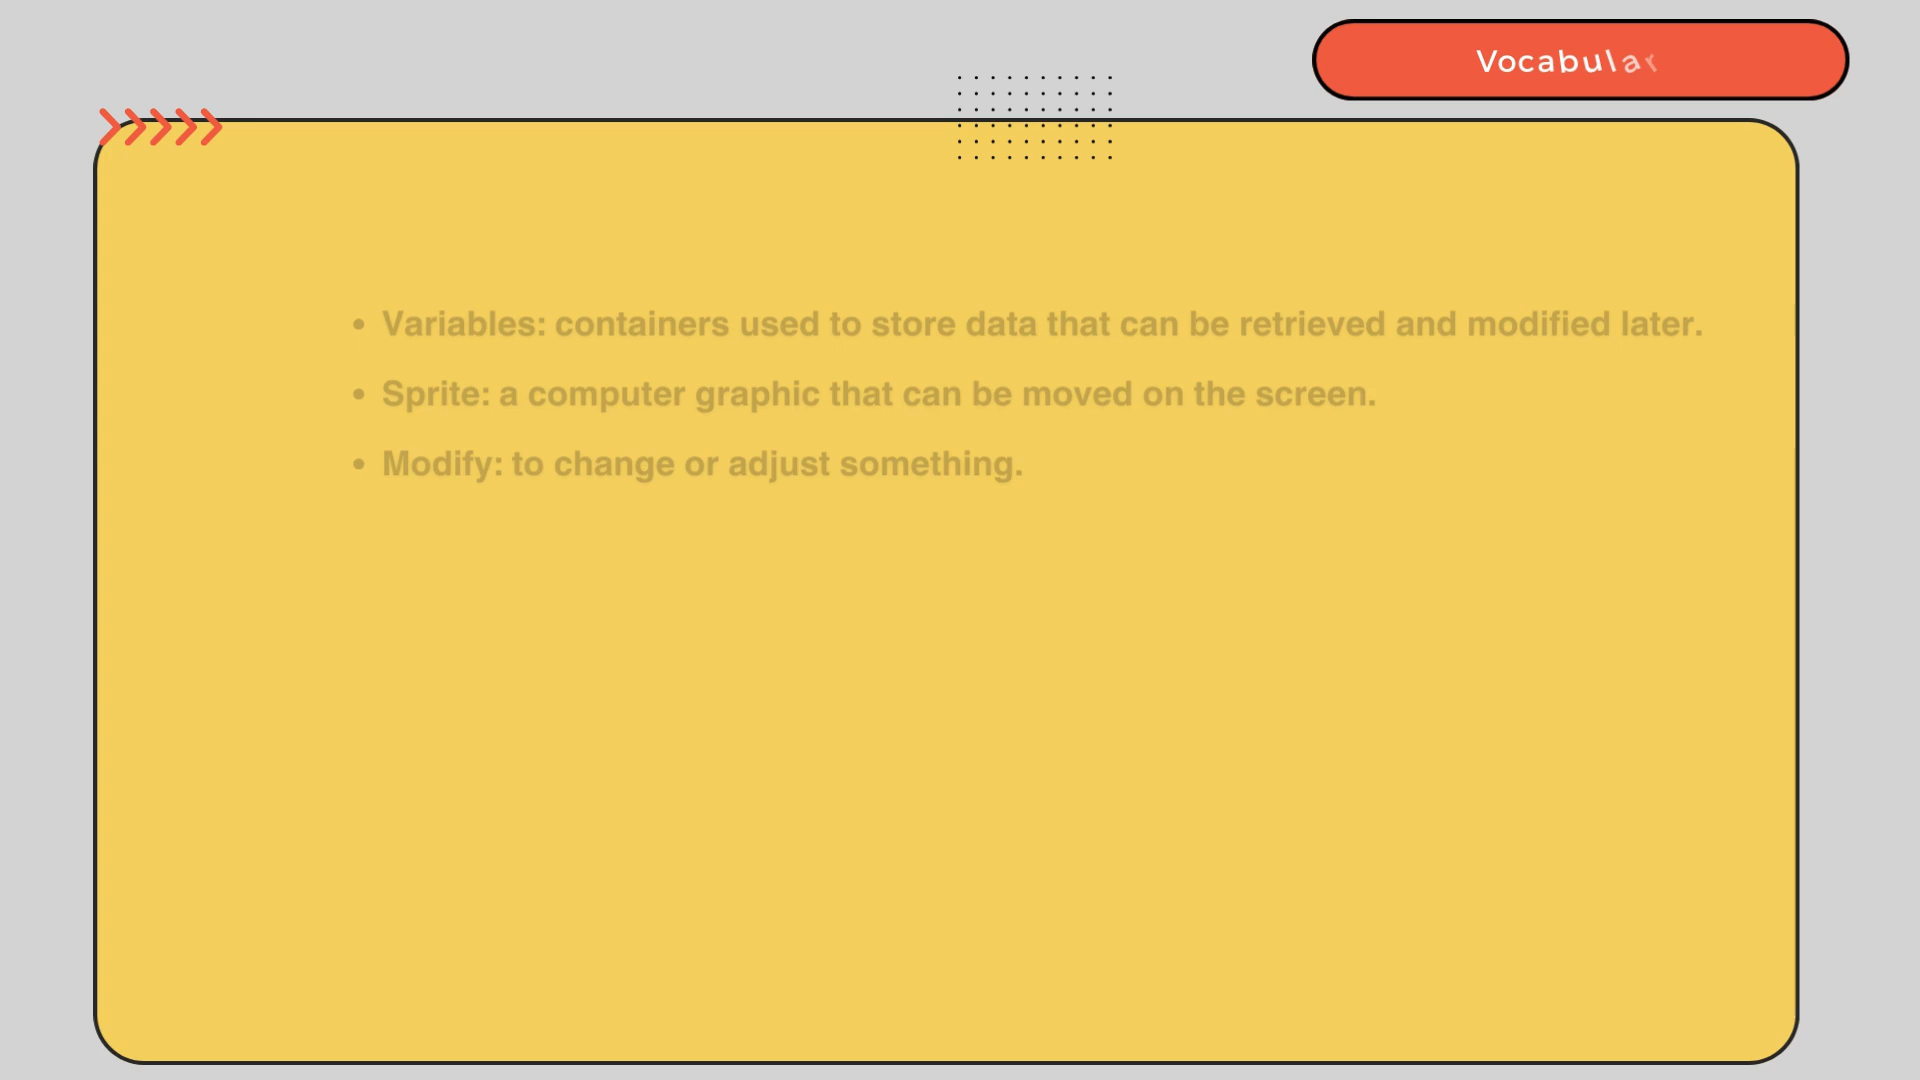 Vocabular
• Variables: containers used to store data that can be retrieved and modified later.
• Sprite: a computer graphic that can be moved on the screen.
• Modify: to change or adjust something.